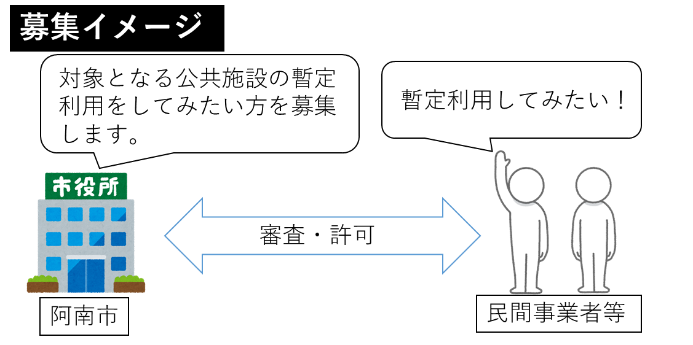 募集イメージ
対象となる公共施設の暫定
利用をしてみたい方を募集
します。
暫定利用してみたい！
市役所
審査・許可
阿南市
民間事業者等